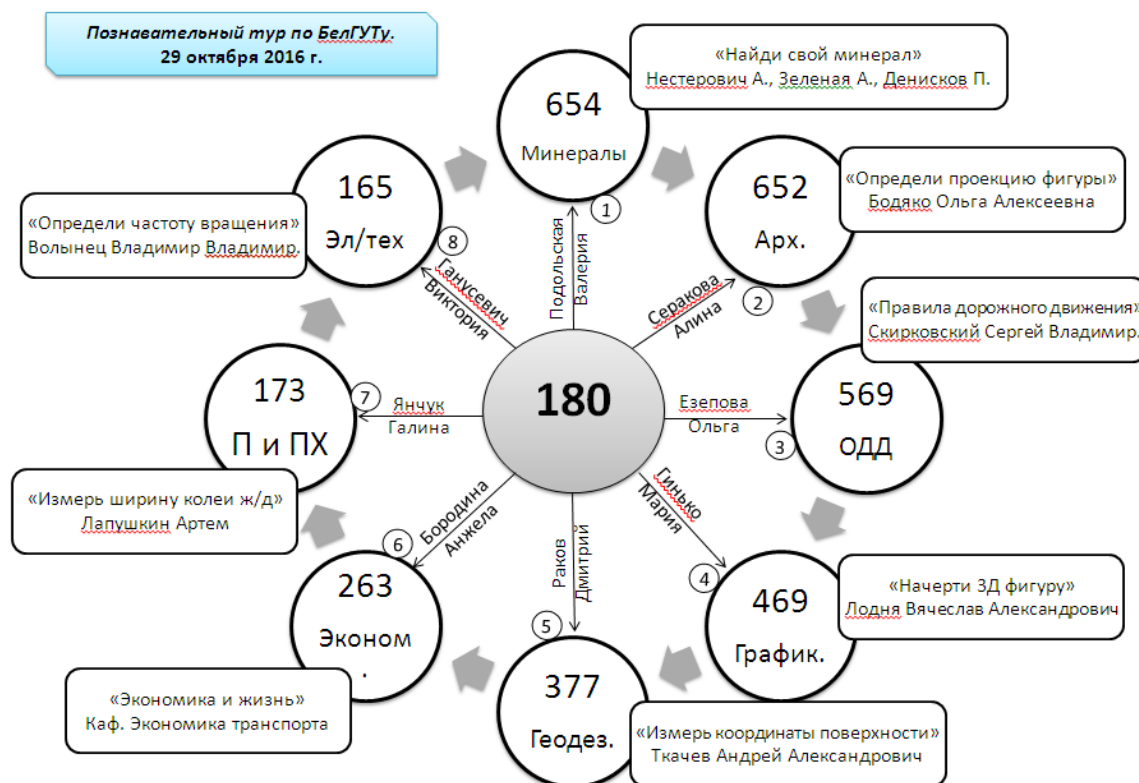 Познавательный тур по БелГУТу.
29 октября 2016 г.
«Найди свой минерал»
Нестерович А., Зеленая А., Денисков П.
654
Минералы
1
652
Арх.
2
«Определи проекцию фигуры»
Бодяко Ольга Алексеевна
165
Эл/тех
8
«Определи частоту вращения»
Волынец Владимир Владимир.
Ганусевич
Виктория
Подольская
Валерия
Серакова
Алина
«Правила дорожного движения»
Скирковский Сергей Владимир.
180
173
П и ПХ
7
Янчук
Галина
Езепова
Ольга
569
ОДД
3
«Измерь ширину колеи ж/д»
Лапушкин Артем
Бородина
Анжела
Раков
Дмитрий
Гинько
Мария
6
263
Эконом
.
5
377
Геодез.
4
469
График.
«Начерти 3Д фигуру»
Лодня Вячеслав Александрович
«Экономика и жизнь»
Каф. Экономика транспорта
«Измерь координаты поверхности»
Ткачев Андрей Александрович